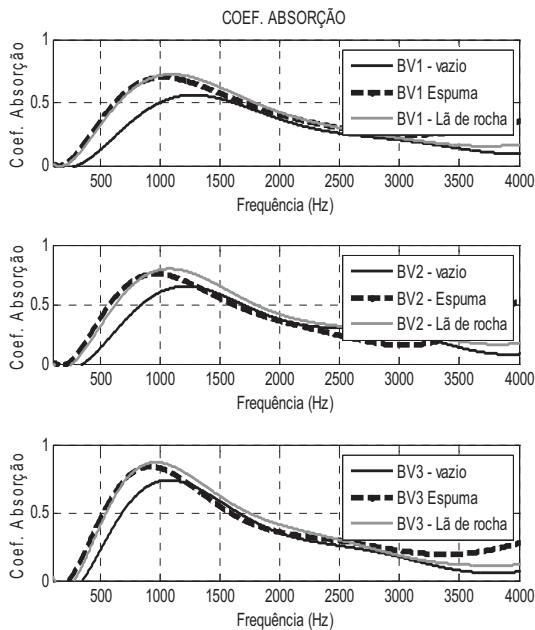 COEF. ABSORÇÃO
1
0.5
0
Coef. Absorção
BV1 - vazio
BV1 Espuma
BV1 - Lã de rocha
500 1000 1500 2000 2500 3000 3500 4000
Frequência (Hz)
1
0.5
0
Coef. Absorção
BV2 - vazio
BV2 - Espuma
BV2 - Lã de rocha
500 1000 1500 2000 2500 3000 3500 4000
Frequência (Hz)
1
0.5
0
Coef. Absorção
BV3 - vazio
BV3 Espuma
BV3 - Lã de rocha
500 1000 1500 2000 2500 3000 3500 4000
Frequência (Hz)